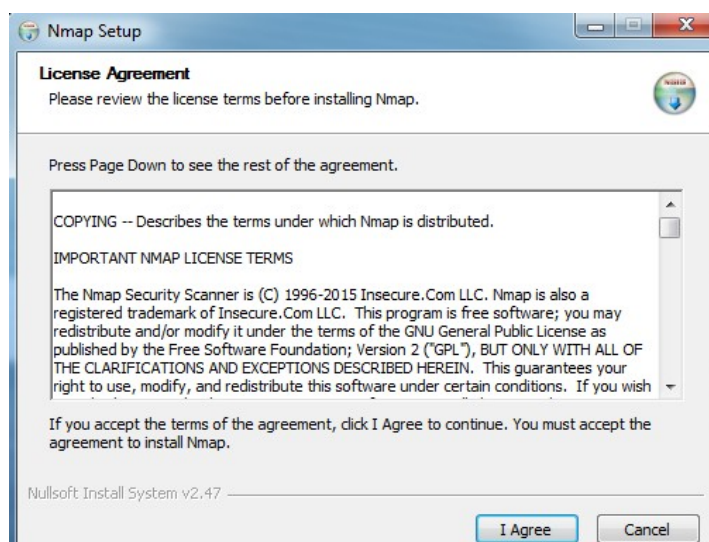 Nmap Setup
License Agreement
Please review the license terms before installing Nmap.
Press Page Down to see the rest of the agreement.
COPYING -- Describes the terms under which Nmap is distributed.
IMPORTANT NMAP LICENSE TERMS
The Nmap Security Scanner is (C) 1996-2015 Insecure.Com LLC. Nmap is also a
registered trademark of Insecure.Com LLC.  This program is free software; you may
redistribute and/or modify it under the terms of the GNU General Public License as
published by the Free Software Foundation; Version 2 ("GPL"), BUT ONLY WITH ALL OF
THE CLARIFICATIONS AND EXCEPTIONS DESCRIBED HEREIN.  This guarantees your
right to use, modify, and redistribute this software under certain conditions.  If you wish
If you accept the terms of the agreement, click I Agree to continue. You must accept the
agreement to install Nmap.
Nullsoft Install System v2.47
I Agree
Cancel